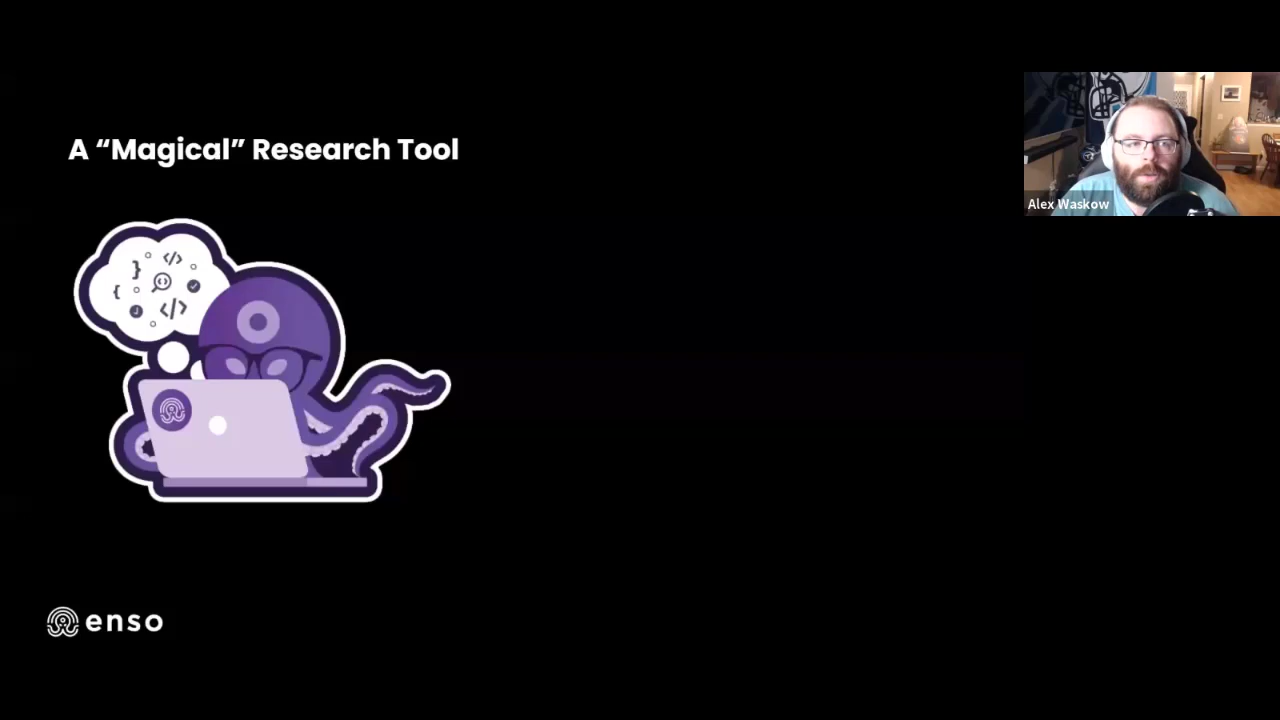 A “Magical” Research Tool
Alex Waskow
}
</>
{
<>
</>
enso